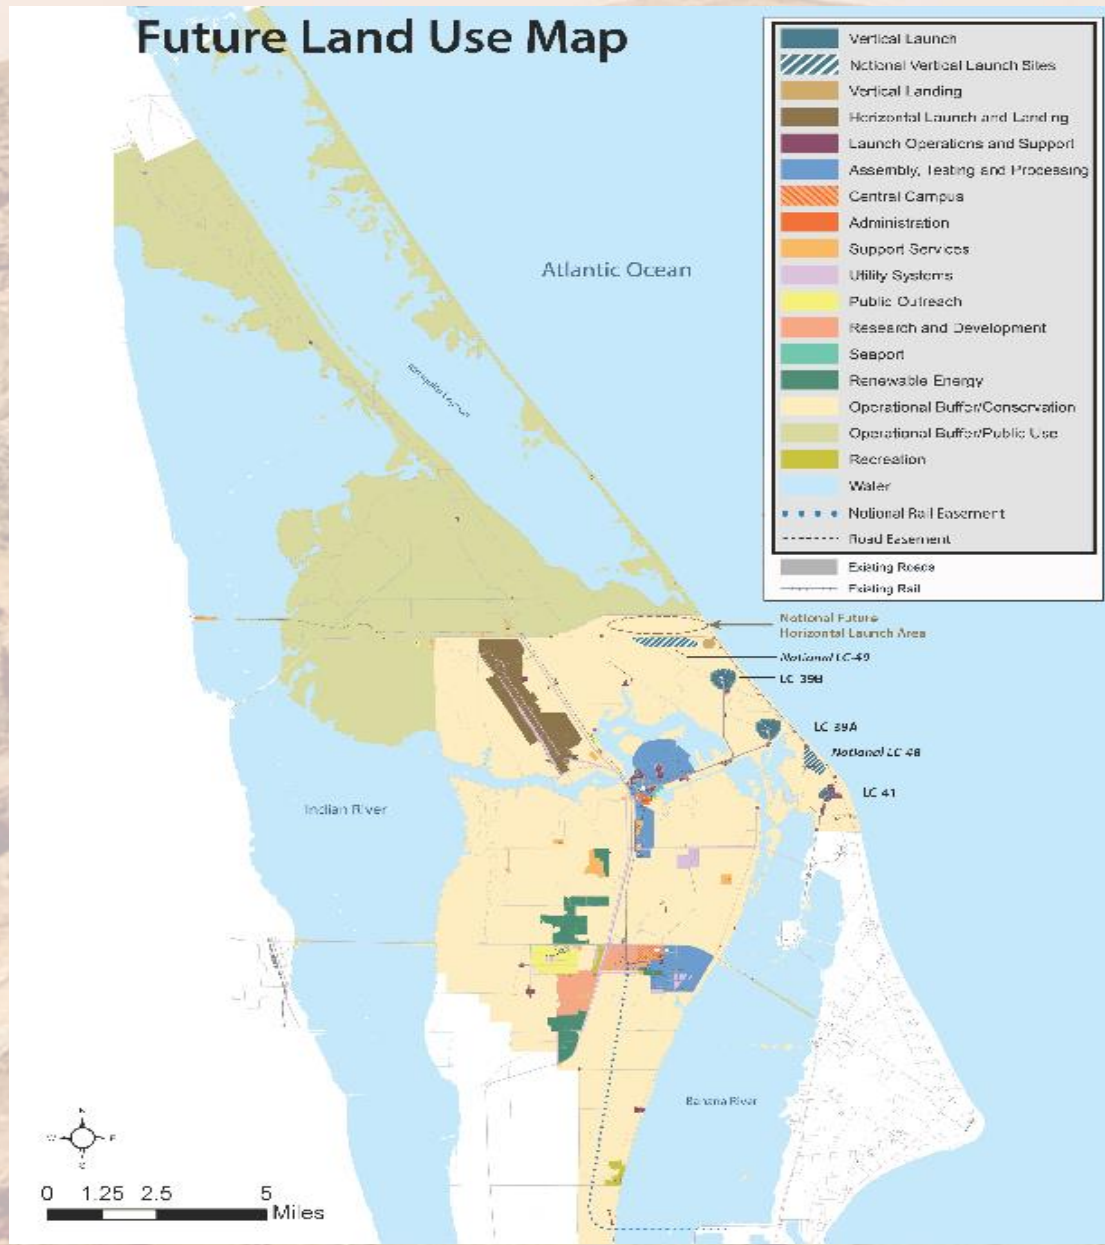 Future Land Use Map
Vertical Launch
Notional Vertical Launch Sites
Vertical Landing
Horizontal Launch and Landing
Launch Operations and Support
Assembly, Testing and Processing
Central Campus
Administration
Support Services
Utility Systems
Public Outreach
Research and Development
Seaport
Renewable Energy
Operational Buffer/Conservation
Operational Buffer/Public Use
Recreation
Water
Notional Rail Easement
Road Easement
Existing Roads
Existing Rail
Atlantic Ocean
Mosquito Lagoon
Notional Future
Horizontal Launch Area
Notional LC-49
LC 39B
LC 39A
Notional LC 48
LC 41
Indian River
Banana River
N
W E
S
0 1.25 2.5 5
Miles